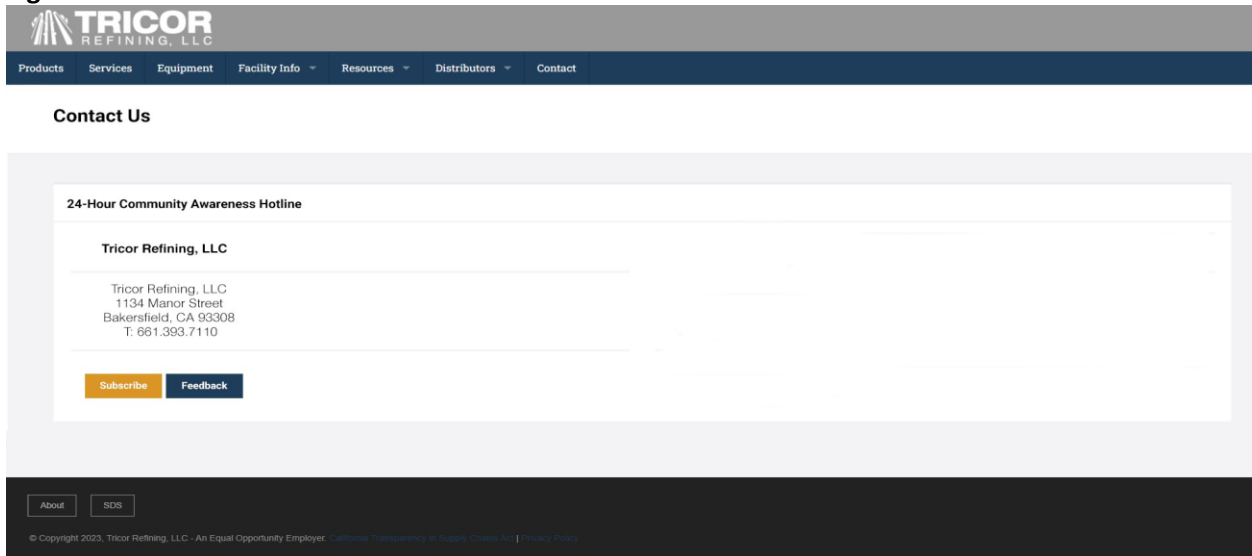 TRICOR
REFINING, LLC
Products Services Equipment Facility Info Resources Distributors Contact
Contact Us
24-Hour Community Awareness Hotline
Tricor Refining, LLC
Tricor Refining, LLC
1134 Manor Street
Bakersfield, CA 93308
T: 661.393.7110
Subscribe Feedback
About SDS
© Copyright 2023, Tricor Refining, LLC - An Equal Opportunity Employer. California Transparency in Supply Chains Act | Privacy Policy